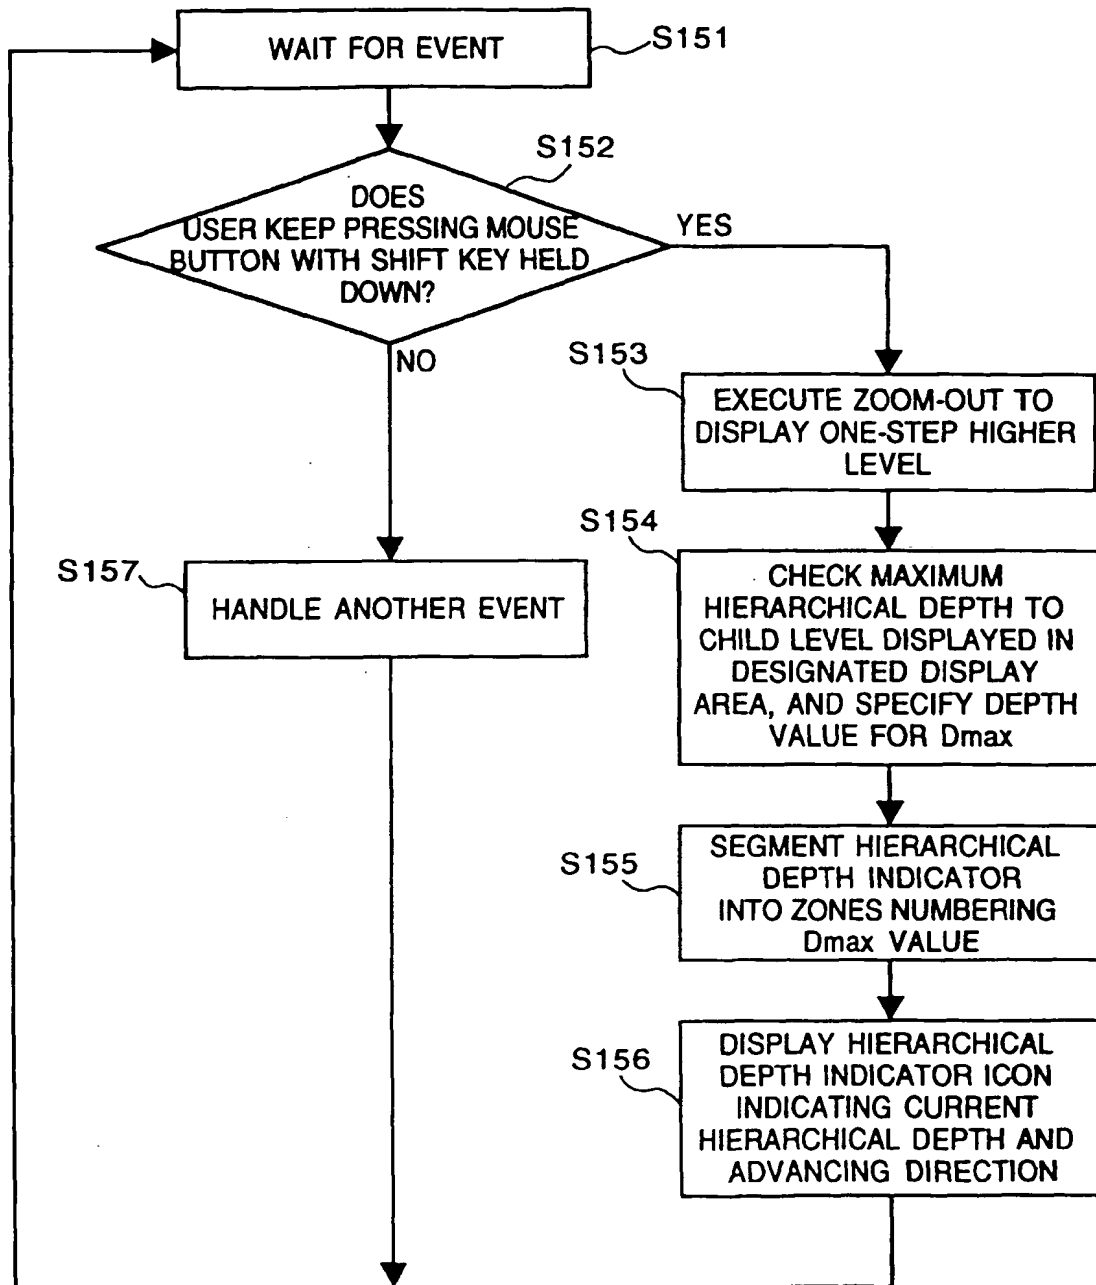 WAIT FOR EVENT
S151
S152
DOES
USER KEEP PRESSING MOUSE
BUTTON WITH SHIFT KEY HELD
DOWN?
YES
NO
S153
EXECUTE ZOOM-OUT TO
DISPLAY ONE-STEP HIGHER
LEVEL
S154
CHECK MAXIMUM
HIERARCHICAL DEPTH TO
CHILD LEVEL DISPLAYED IN
DESIGNATED DISPLAY
AREA, AND SPECIFY DEPTH
VALUE FOR Dmax
S157
HANDLE ANOTHER EVENT
S155
SEGMENT HIERARCHICAL
DEPTH INDICATOR
INTO ZONES NUMBERING
Dmax VALUE
S156
DISPLAY HIERARCHICAL
DEPTH INDICATOR ICON
INDICATING CURRENT
HIERARCHICAL DEPTH AND
ADVANCING DIRECTION